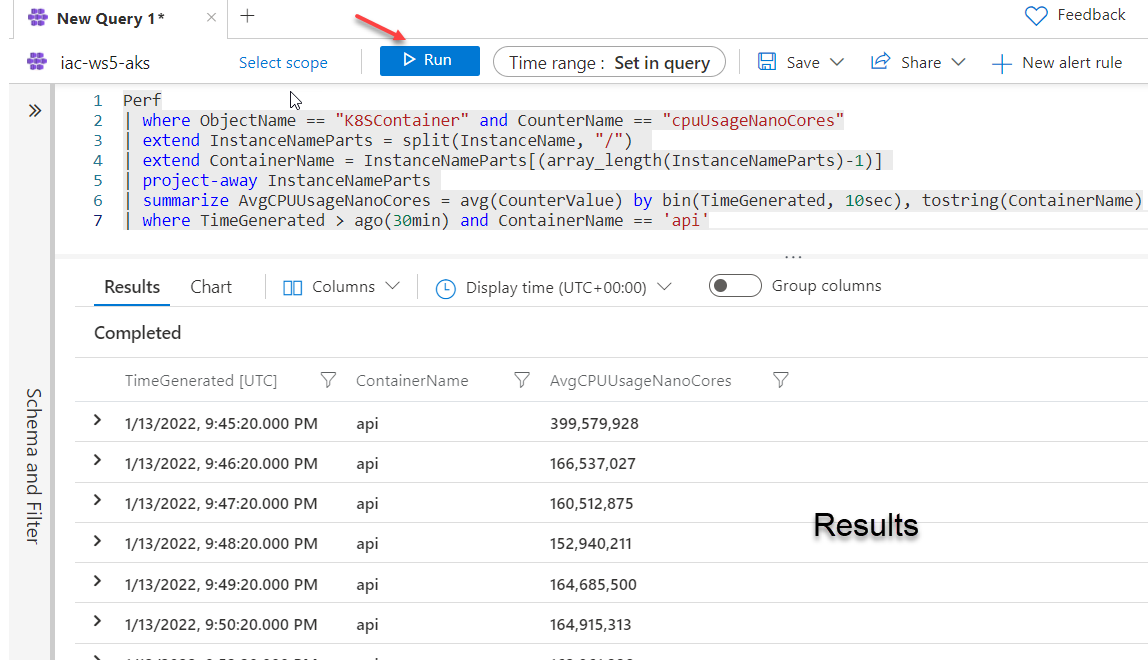 New Query 1*
Feedback
iac-ws5-aks
Select scope
Run
Time range : Set in query
Save
Share
New alert rule
1 Perf
2 | where ObjectName == "K8SContainer" and CounterName == "cpuUsageNanoCores"
3 | extend InstanceNameParts = split(InstanceName, "/")
4 | extend ContainerName = InstanceNameParts[(array_length(InstanceNameParts)-1)]
5 | project-away InstanceNameParts
6 | summarize AvgCPUUsageNanoCores = avg(CounterValue) by bin(TimeGenerated, 10sec), tostring(ContainerName)
7 | where TimeGenerated > ago(30min) and ContainerName == 'api'
...
Results Chart Columns Display time (UTC+00:00) Group columns
Completed
TimeGenerated [UTC] ContainerName AvgCPUUsageNanoCores
1/13/2022, 9:45:20.000 PM api 399,579,928
1/13/2022, 9:46:20.000 PM api 166,537,027
1/13/2022, 9:47:20.000 PM api 160,512,875
1/13/2022, 9:48:20.000 PM api 152,940,211
1/13/2022, 9:49:20.000 PM api 164,685,500
1/13/2022, 9:50:20.000 PM api 164,915,313
Results
Schema and Filter